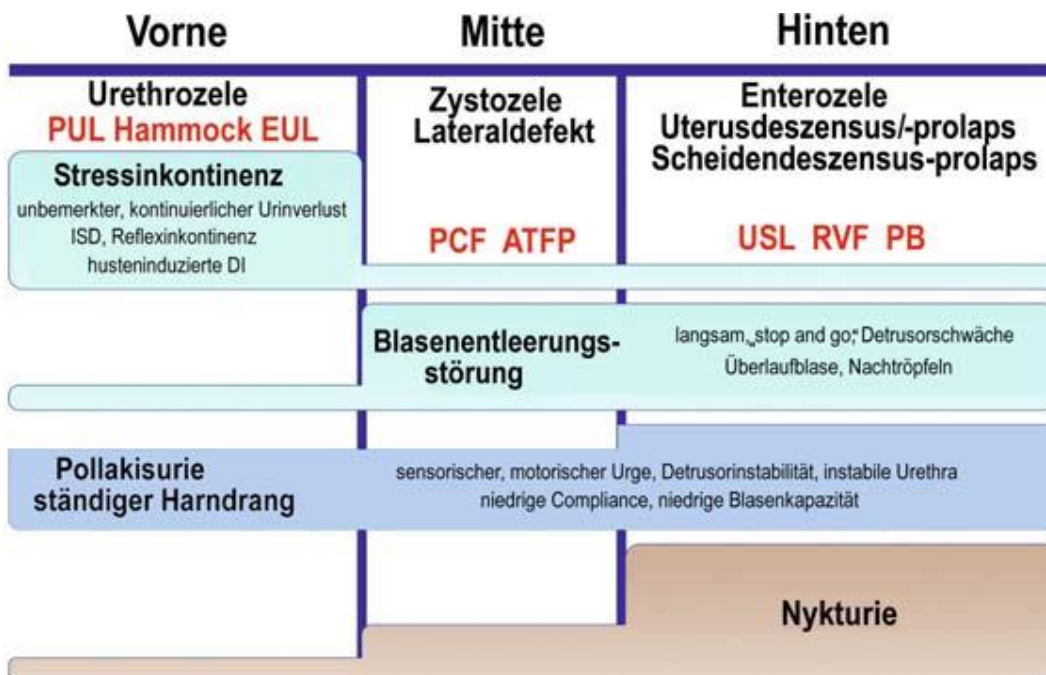 Vorne
Mitte
Hinten
Urethrozele
PUL Hammock EUL
Zystozele
Lateraldefekt
Enterozele
Uterusdeszensus/-prolaps
Scheidendeszensus-prolaps
Stressinkontinenz
unbemerkter, kontinuierlicher Urinverlust
ISD, Reflexinkontinenz
husteninduzierte DI
PCF ATFP
USL RVF PB
Blasenentleerungs-
störung
langsam, „stop and go“, Detrusorschwäche
Überlaufblase, Nachtröpfeln
Pollakisurie
ständiger Harndrang
sensorischer, motorischer Urge, Detrusorinstabilität, instabile Urethra
niedrige Compliance, niedrige Blasenkapazität
Nykturie